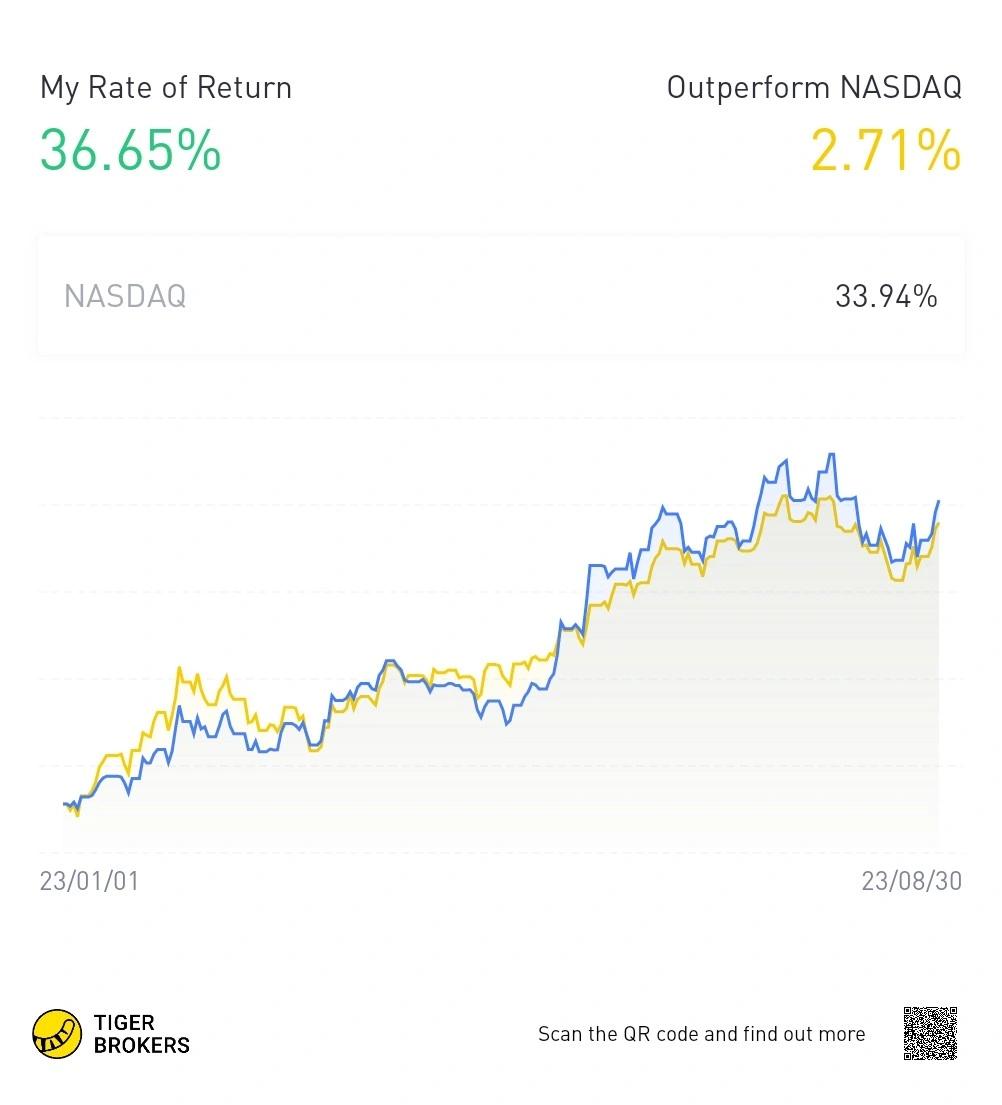 My Rate of Return
Outperform NASDAQ
36.65%
2.71%
NASDAQ
33.94%
23/01/01
23/08/30
TIGER
BROKERS
Scan the QR code and find out more